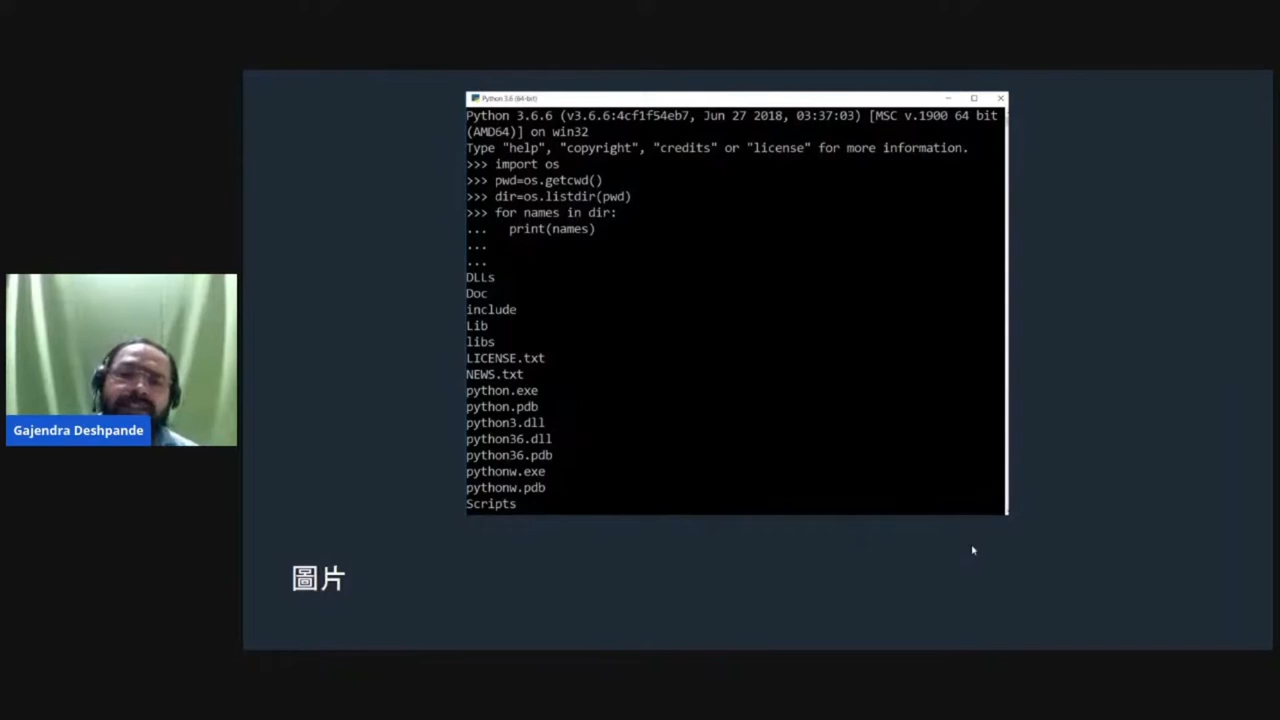 Python 3.6 (64-bit)
Python 3.6.6 (v3.6.6:4cf1f54eb7, Jun 27 2018, 03:37:03) [MSC v.1900 64 bit
(AMD64)] on win32
Type "help", "copyright", "credits" or "license" for more information.
>>> import os
>>> pwd=os.getcwd()
>>> dir=os.listdir(pwd)
>>> for names in dir:
...   print(names)
...
...
DLLs
Doc
include
Lib
libs
LICENSE.txt
NEWS.txt
python.exe
python.pdb
python3.dll
python36.dll
python36.pdb
pythonw.exe
pythonw.pdb
Scripts
Gajendra Deshpande
圖片